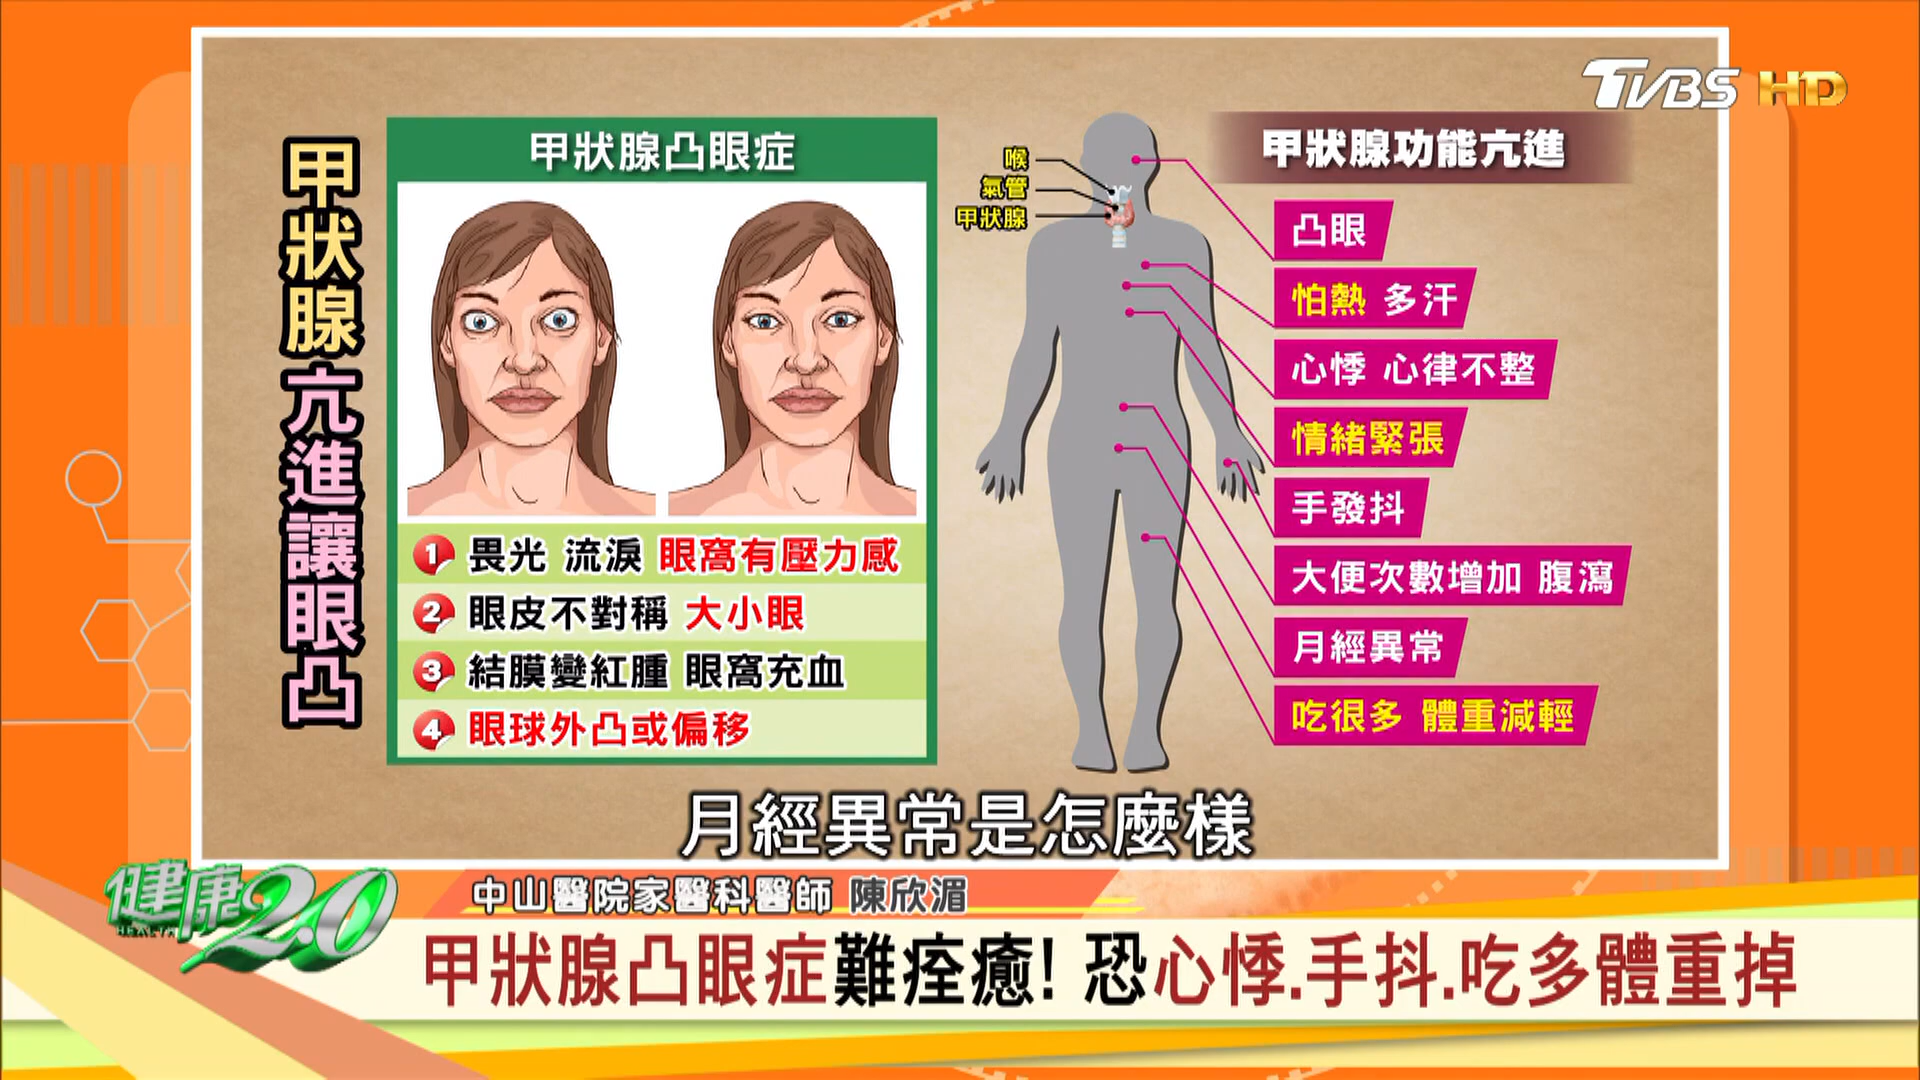 TVBS HD
甲狀腺亢進讓眼凸
甲狀腺凸眼症
1 畏光 流淚 眼窩有壓力感
2 眼皮不對稱 大小眼
3 結膜變紅腫 眼窩充血
4 眼球外凸或偏移
喉
氣管
甲狀腺
甲狀腺功能亢進
凸眼
怕熱 多汗
心悸 心律不整
情緒緊張
手發抖
大便次數增加 腹瀉
月經異常
吃很多 體重減輕
月經異常是怎麼樣
健康2.0
HEALTH
中山醫院家醫科醫師 陳欣湄
甲狀腺凸眼症難痊癒! 恐心悸.手抖.吃多體重掉